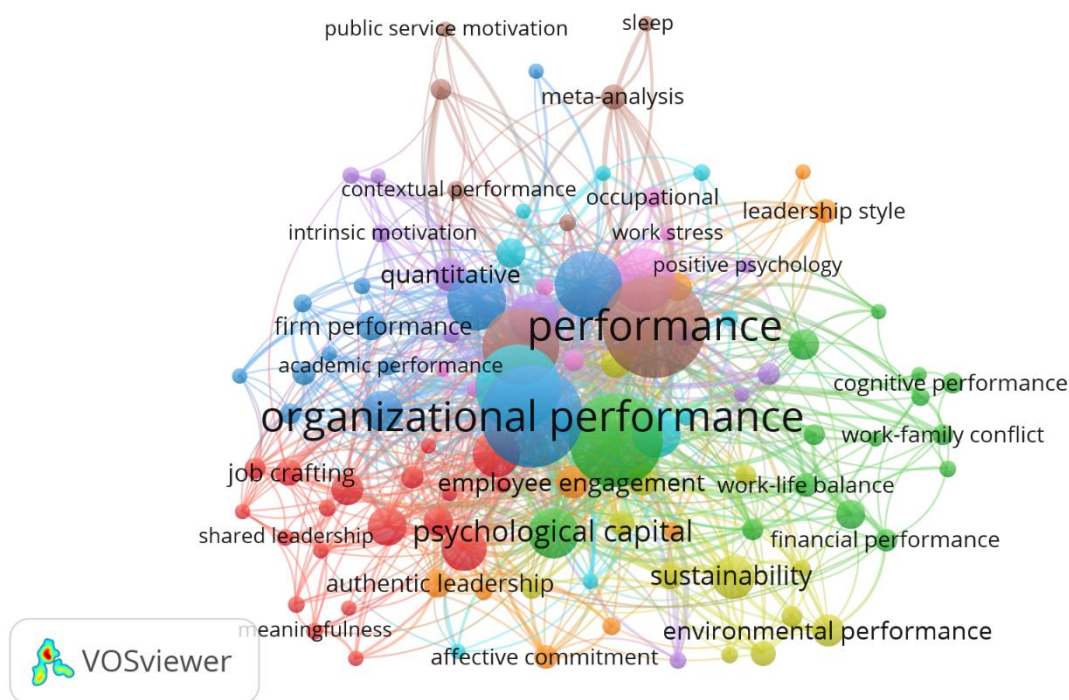 public service motivation
sleep
meta-analysis
contextual performance
occupational
leadership style
intrinsic motivation
work stress
quantitative
positive psychology
firm performance
performance
academic performance
cognitive performance
organizational performance
work-family conflict
job crafting
employee engagement
work-life balance
shared leadership
psychological capital
financial performance
authentic leadership
sustainability
meaningfulness
environmental performance
affective commitment
VOSviewer